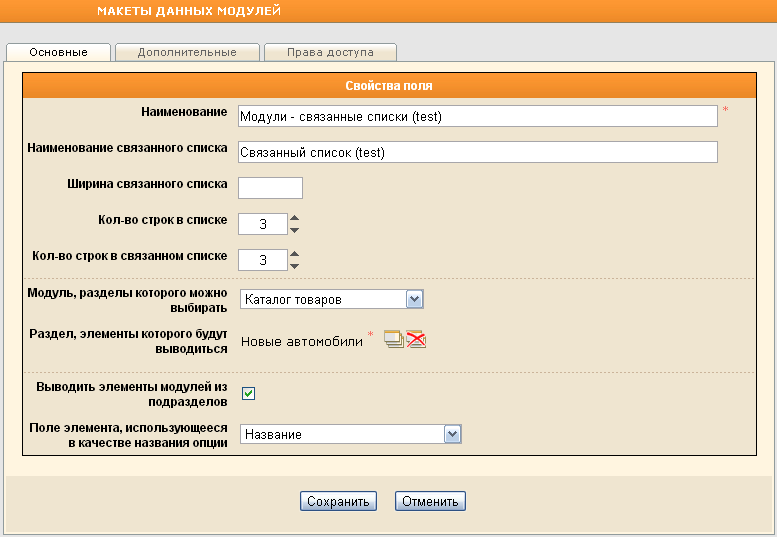 МАКЕТЫ ДАННЫХ МОДУЛЕЙ
Основные Дополнительные Права доступа
Свойства поля
Наименование Модули - связанные списки (test) *
Наименование связанного списка Связанный список (test)
Ширина связанного списка
Кол-во строк в списке 3
Кол-во строк в связанном списке 3
Модуль, разделы которого можно
выбирать
Каталог товаров
Раздел, элементы которого будут
выводиться
Новые автомобили *
Выводить элементы модулей из
подразделов
Поле элемента, использующееся
в качестве названия опции
Название
Сохранить Отменить